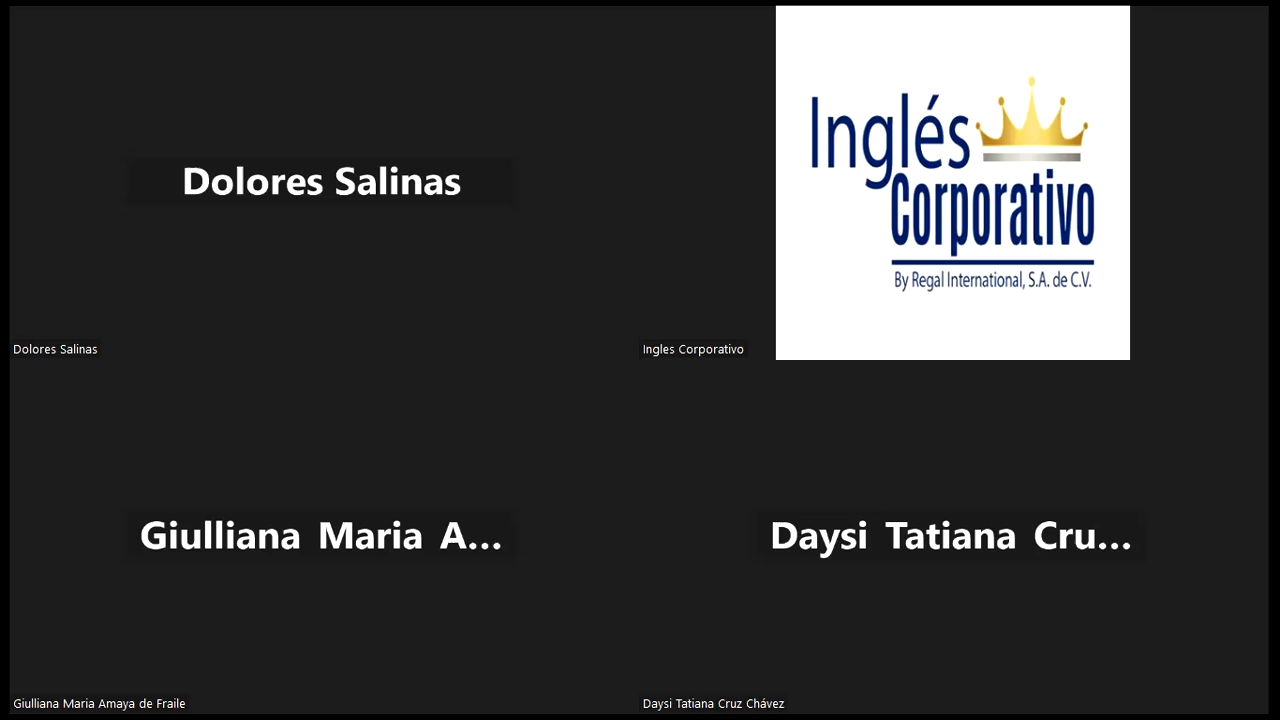 Dolores Salinas
Dolores Salinas
Inglés
Corporativo
By Regal International, S.A. de C.V.
Ingles Corporativo
Giulliana Maria A...
Giulliana Maria Amaya de Fraile
Daysi Tatiana Cru...
Daysi Tatiana Cruz Chávez